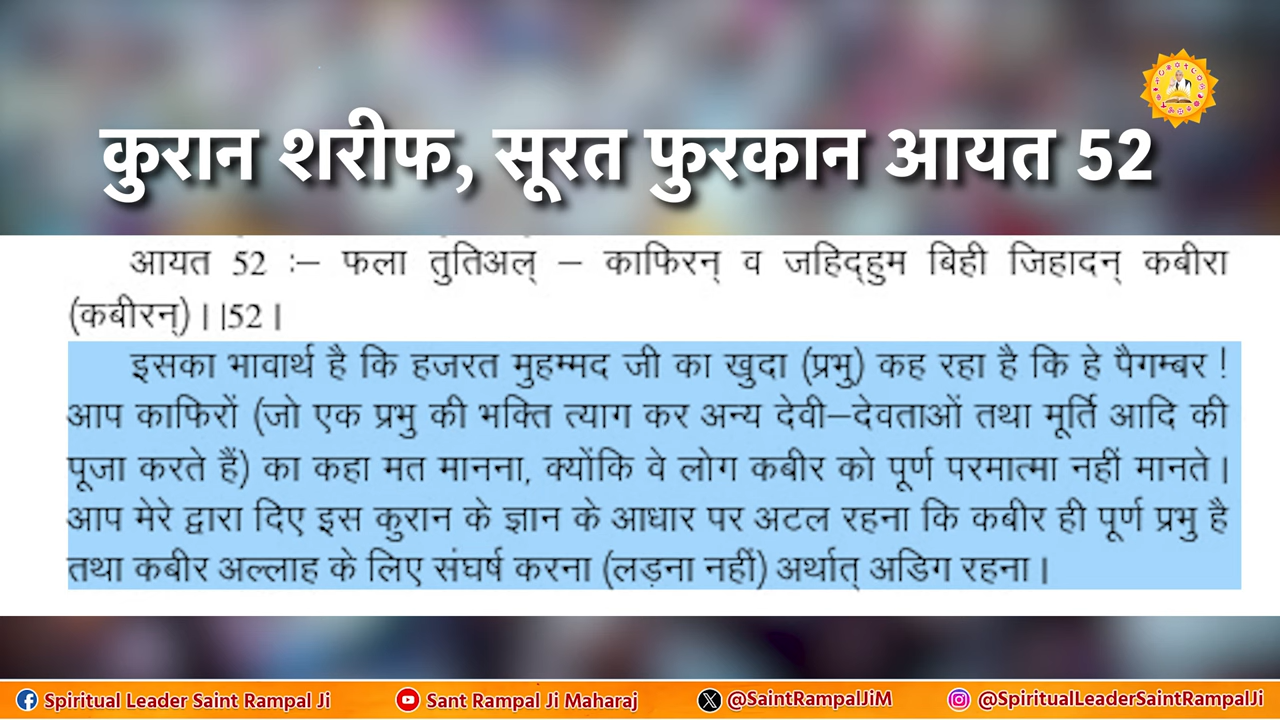 कुरान शरीफ, सूरत फुरकान आयत 52
आयत 52 :– फला तुतिअल् – काफिरन् व जहिद्हुम बिही जिहादन् कबीरा
(कबीरन्)।।52।
इसका भावार्थ है कि हजरत मुहम्मद जी का खुदा (प्रभु) कह रहा है कि हे पैगम्बर !
आप काफिरों (जो एक प्रभु की भक्ति त्याग कर अन्य देवी–देवताओं तथा मूर्ति आदि की
पूजा करते हैं) का कहा मत मानना, क्योंकि वे लोग कबीर को पूर्ण परमात्मा नहीं मानते।
आप मेरे द्वारा दिए इस कुरान के ज्ञान के आधार पर अटल रहना कि कबीर ही पूर्ण प्रभु है
तथा कबीर अल्लाह के लिए संघर्ष करना (लड़ना नहीं) अर्थात् अडिग रहना।
Spiritual Leader Saint Rampal Ji Sant Rampal Ji Maharaj @SaintRampalJiM @SpiritualLeaderSaintRampalJi